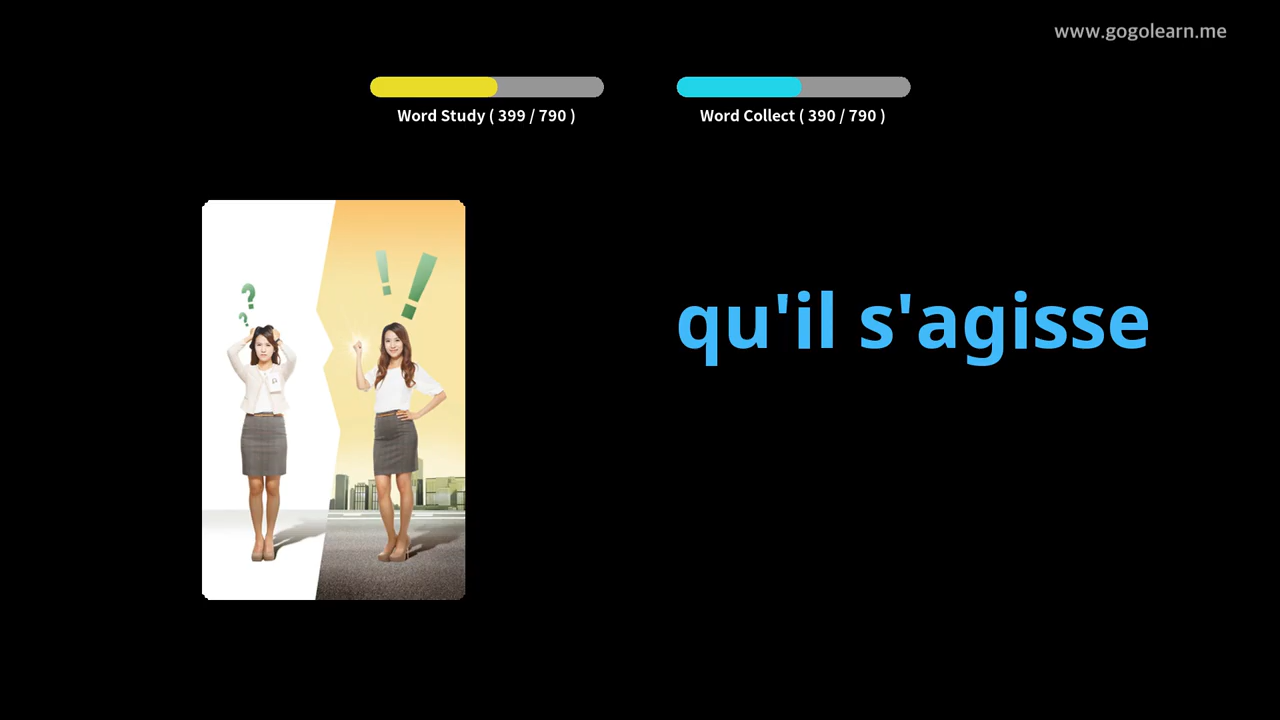 www.gogolearn.me
Word Study ( 399 / 790 )
Word Collect ( 390 / 790 )
? ? ! !
qu'il s'agisse